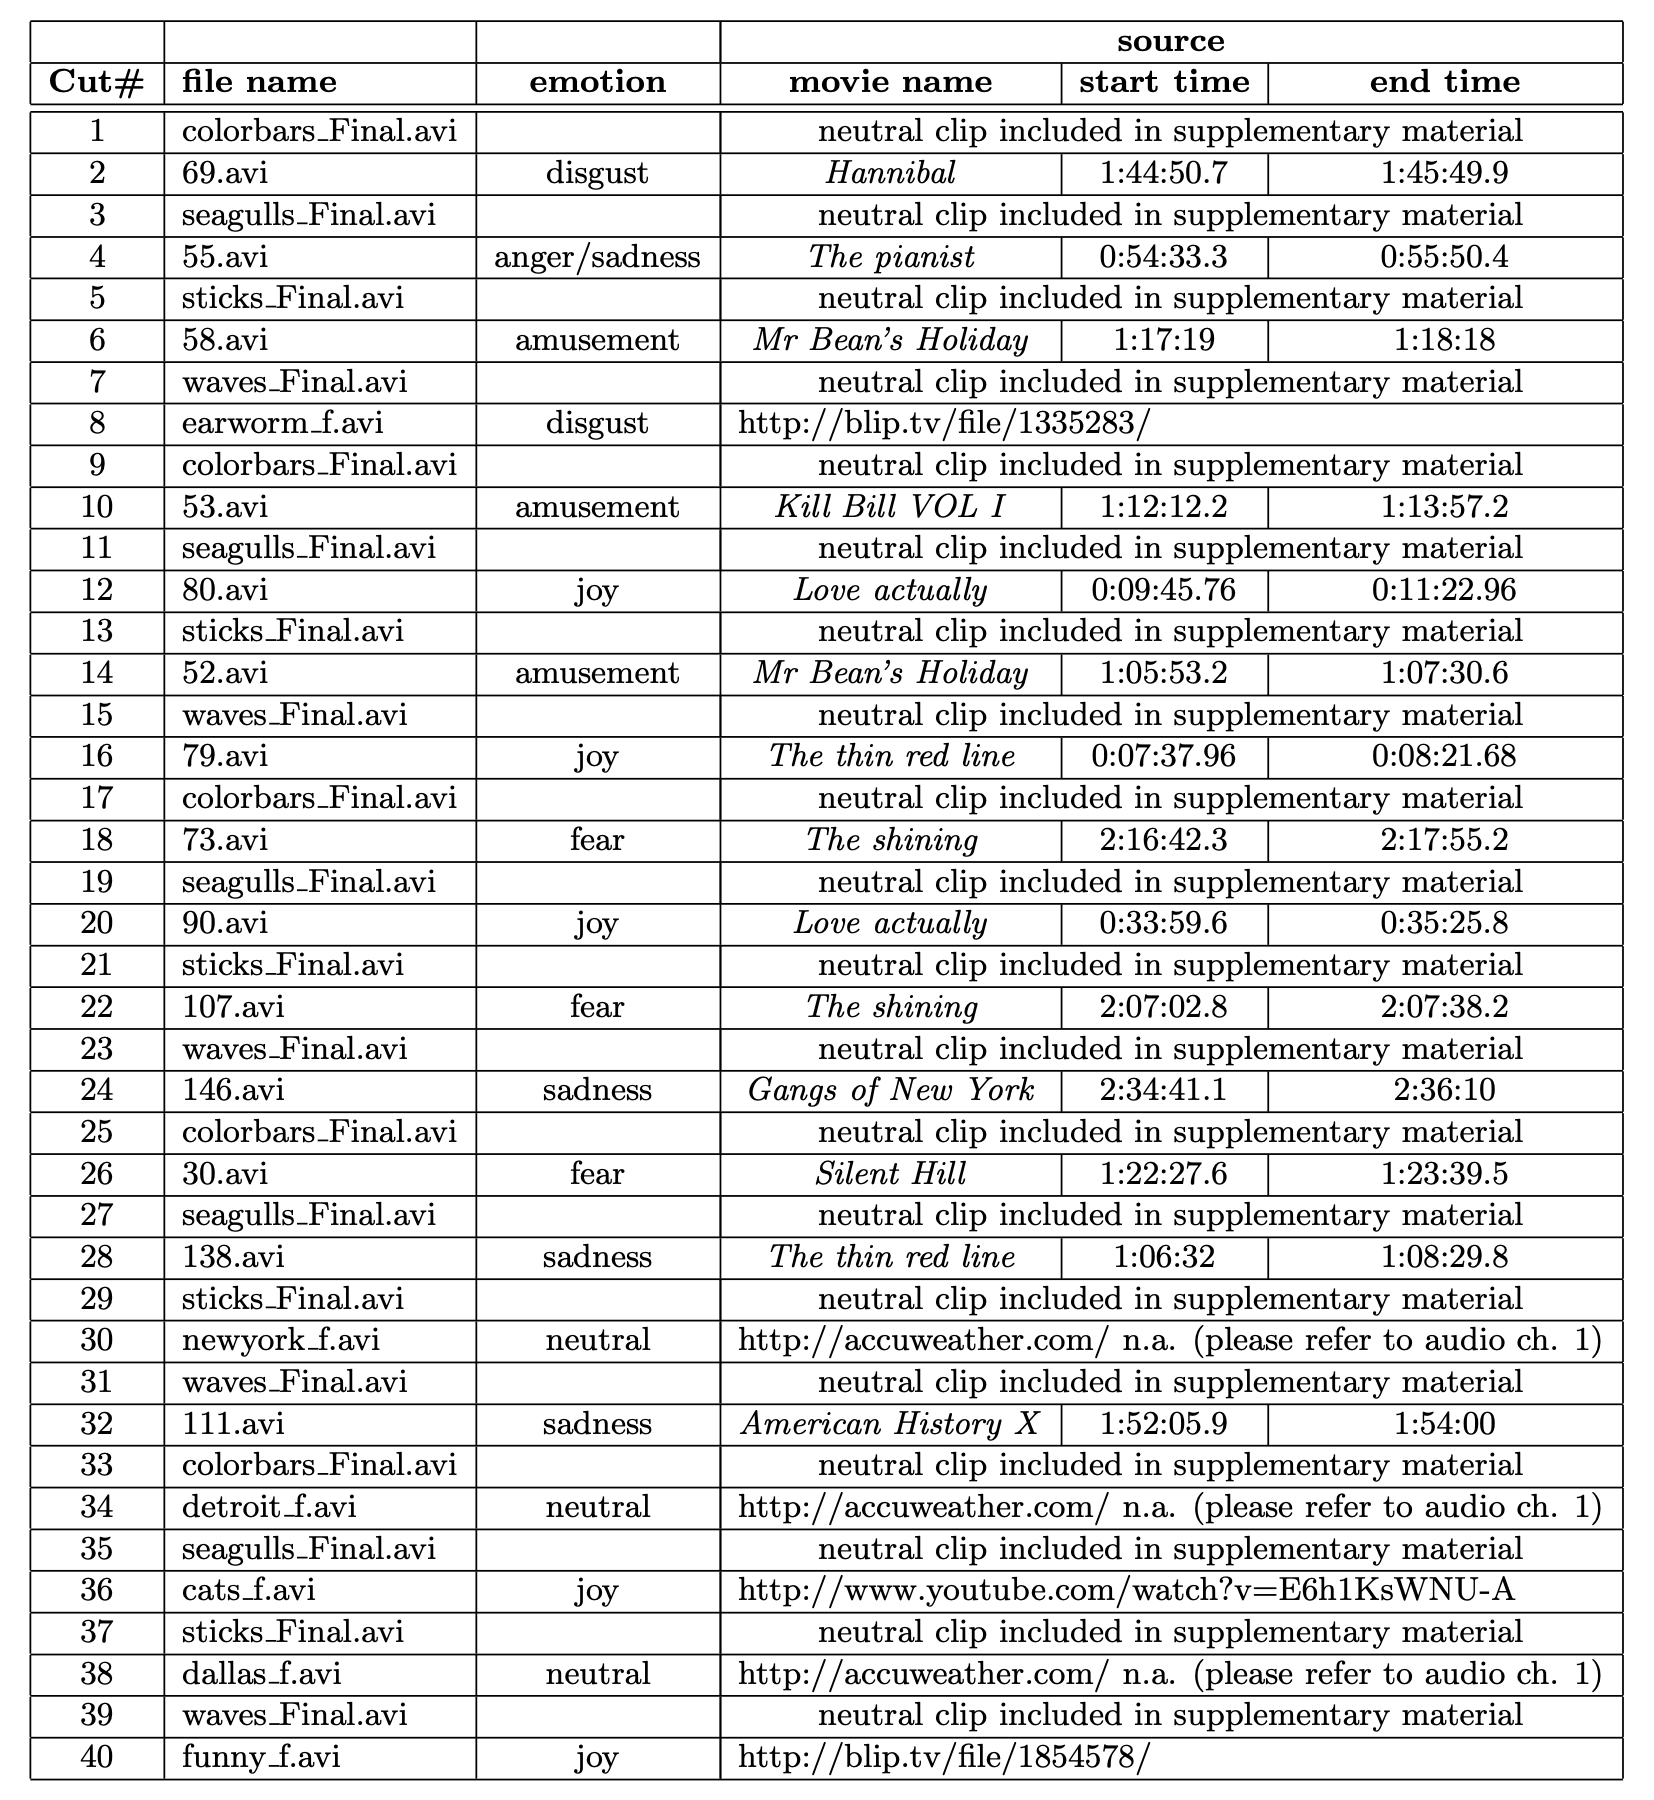 source
Cut# file name emotion movie name start time end time
1 colorbars_Final.avi neutral clip included in supplementary material
2 69.avi disgust Hannibal 1:44:50.7 1:45:49.9
3 seagulls_Final.avi neutral clip included in supplementary material
4 55.avi anger/sadness The pianist 0:54:33.3 0:55:50.4
5 sticks_Final.avi neutral clip included in supplementary material
6 58.avi amusement Mr Bean's Holiday 1:17:19 1:18:18
7 waves_Final.avi neutral clip included in supplementary material
8 earworm_f.avi disgust http://blip.tv/file/1335283/
9 colorbars_Final.avi neutral clip included in supplementary material
10 53.avi amusement Kill Bill VOL I 1:12:12.2 1:13:57.2
11 seagulls_Final.avi neutral clip included in supplementary material
12 80.avi joy Love actually 0:09:45.76 0:11:22.96
13 sticks_Final.avi neutral clip included in supplementary material
14 52.avi amusement Mr Bean's Holiday 1:05:53.2 1:07:30.6
15 waves_Final.avi neutral clip included in supplementary material
16 79.avi joy The thin red line 0:07:37.96 0:08:21.68
17 colorbars_Final.avi neutral clip included in supplementary material
18 73.avi fear The shining 2:16:42.3 2:17:55.2
19 seagulls_Final.avi neutral clip included in supplementary material
20 90.avi joy Love actually 0:33:59.6 0:35:25.8
21 sticks_Final.avi neutral clip included in supplementary material
22 107.avi fear The shining 2:07:02.8 2:07:38.2
23 waves_Final.avi neutral clip included in supplementary material
24 146.avi sadness Gangs of New York 2:34:41.1 2:36:10
25 colorbars_Final.avi neutral clip included in supplementary material
26 30.avi fear Silent Hill 1:22:27.6 1:23:39.5
27 seagulls_Final.avi neutral clip included in supplementary material
28 138.avi sadness The thin red line 1:06:32 1:08:29.8
29 sticks_Final.avi neutral clip included in supplementary material
30 newyork_f.avi neutral http://accuweather.com/ n.a. (please refer to audio ch. 1)
31 waves_Final.avi neutral clip included in supplementary material
32 111.avi sadness American History X 1:52:05.9 1:54:00
33 colorbars_Final.avi neutral clip included in supplementary material
34 detroit_f.avi neutral http://accuweather.com/ n.a. (please refer to audio ch. 1)
35 seagulls_Final.avi neutral clip included in supplementary material
36 cats_f.avi joy http://www.youtube.com/watch?v=E6h1KsWNU-A
37 sticks_Final.avi neutral clip included in supplementary material
38 dallas_f.avi neutral http://accuweather.com/ n.a. (please refer to audio ch. 1)
39 waves_Final.avi neutral clip included in supplementary material
40 funny_f.avi joy http://blip.tv/file/1854578/